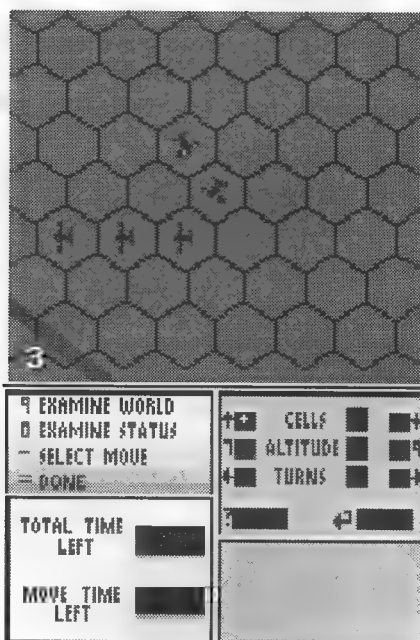 3
9 EXAMINE WORLD
0 EXAMINE STATUS
- SELECT MOVE
= DONE
CELLS
ALTITUDE
TURNS
?
TOTAL TIME
LEFT
MOVE TIME
LEFT